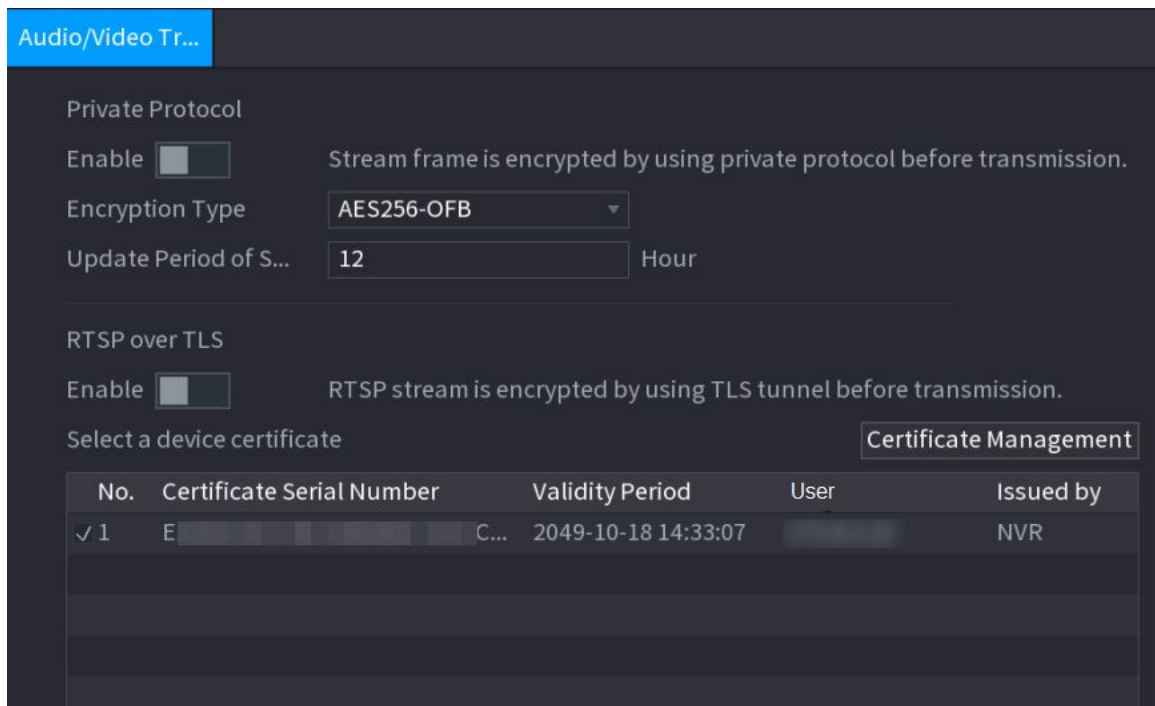 Audio/Video Tr...
Private Protocol
Enable Stream frame is encrypted by using private protocol before transmission.
Encryption Type AES256-OFB
Update Period of S... 12 Hour
RTSP over TLS
Enable RTSP stream is encrypted by using TLS tunnel before transmission.
Select a device certificate Certificate Management
No. Certificate Serial Number Validity Period User Issued by
1 E C... 2049-10-18 14:33:07 NVR